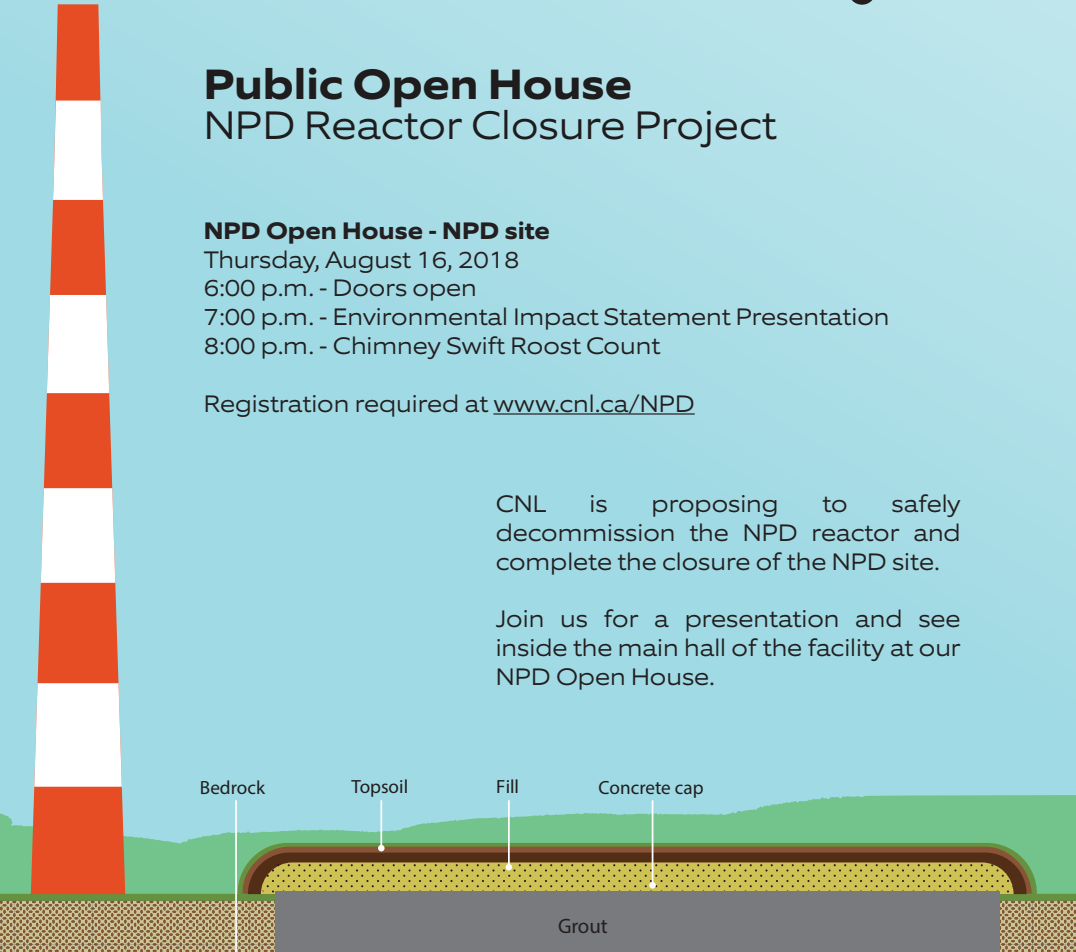 Public Open House
NPD Reactor Closure Project
NPD Open House - NPD site
Thursday, August 16, 2018
6:00 p.m. - Doors open
7:00 p.m. - Environmental Impact Statement Presentation
8:00 p.m. - Chimney Swift Roost Count
Registration required at www.cnl.ca/NPD
CNL is proposing to safely
decommission the NPD reactor and
complete the closure of the NPD site.
Join us for a presentation and see
inside the main hall of the facility at our
NPD Open House.
Bedrock Topsoil Fill Concrete cap
Grout